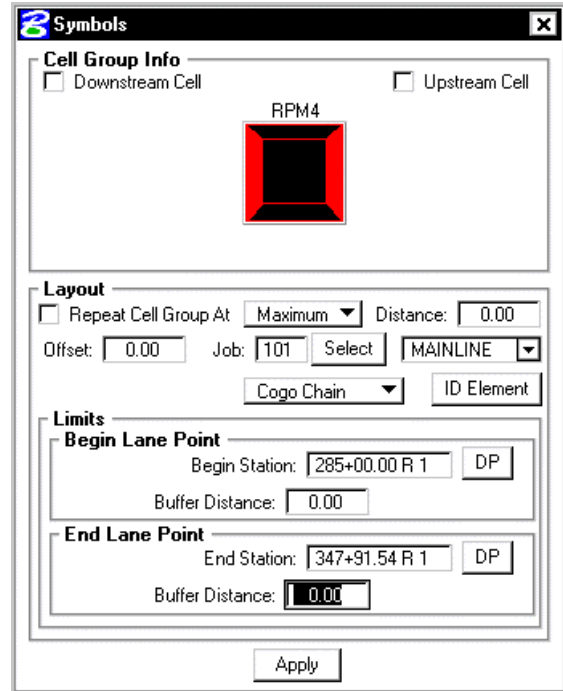 Symbols
Cell Group Info
Downstream Cell Upstream Cell
RPM4
Layout
Repeat Cell Group At Maximum Distance: 0.00
Offset: 0.00 Job: 101 Select MAINLINE
Cogo Chain ID Element
Limits
Begin Lane Point
Begin Station: 285+00.00 R 1 DP
Buffer Distance: 0.00
End Lane Point
End Station: 347+91.54 R 1 DP
Buffer Distance: 0.00
Apply